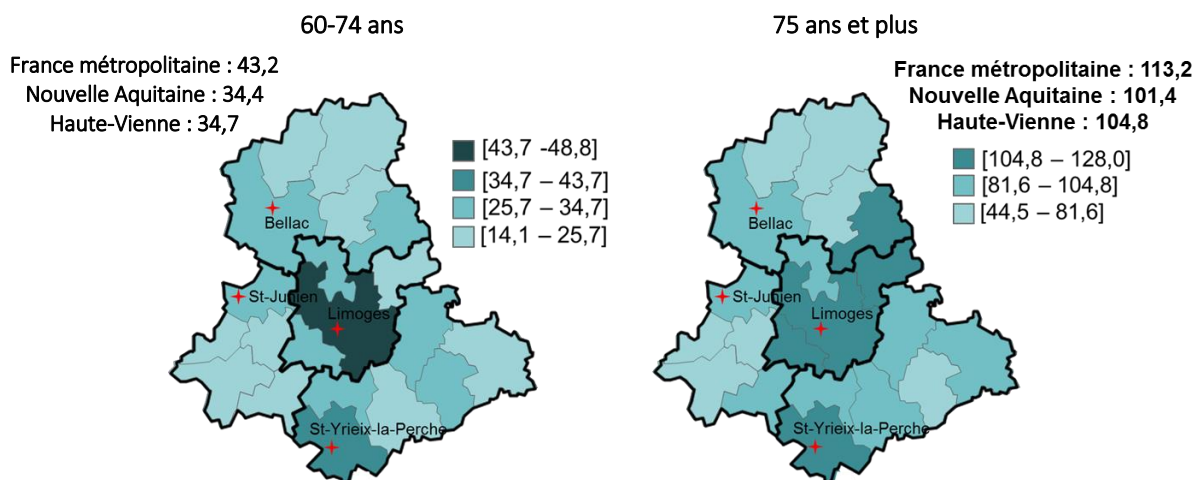 60-74 ans
France métropolitaine : 43,2
Nouvelle Aquitaine : 34,4
Haute-Vienne : 34,7
[43,7 -48,8]
[34,7 – 43,7]
[25,7 – 34,7]
[14,1 – 25,7]
Bellac
St-Junien
Limoges
St-Yrieix-la-Perche
75 ans et plus
France métropolitaine : 113,2
Nouvelle Aquitaine : 101,4
Haute-Vienne : 104,8
[104,8 – 128,0]
[81,6 – 104,8]
[44,5 – 81,6]
Bellac
St-Junien
Limoges
St-Yrieix-la-Perche